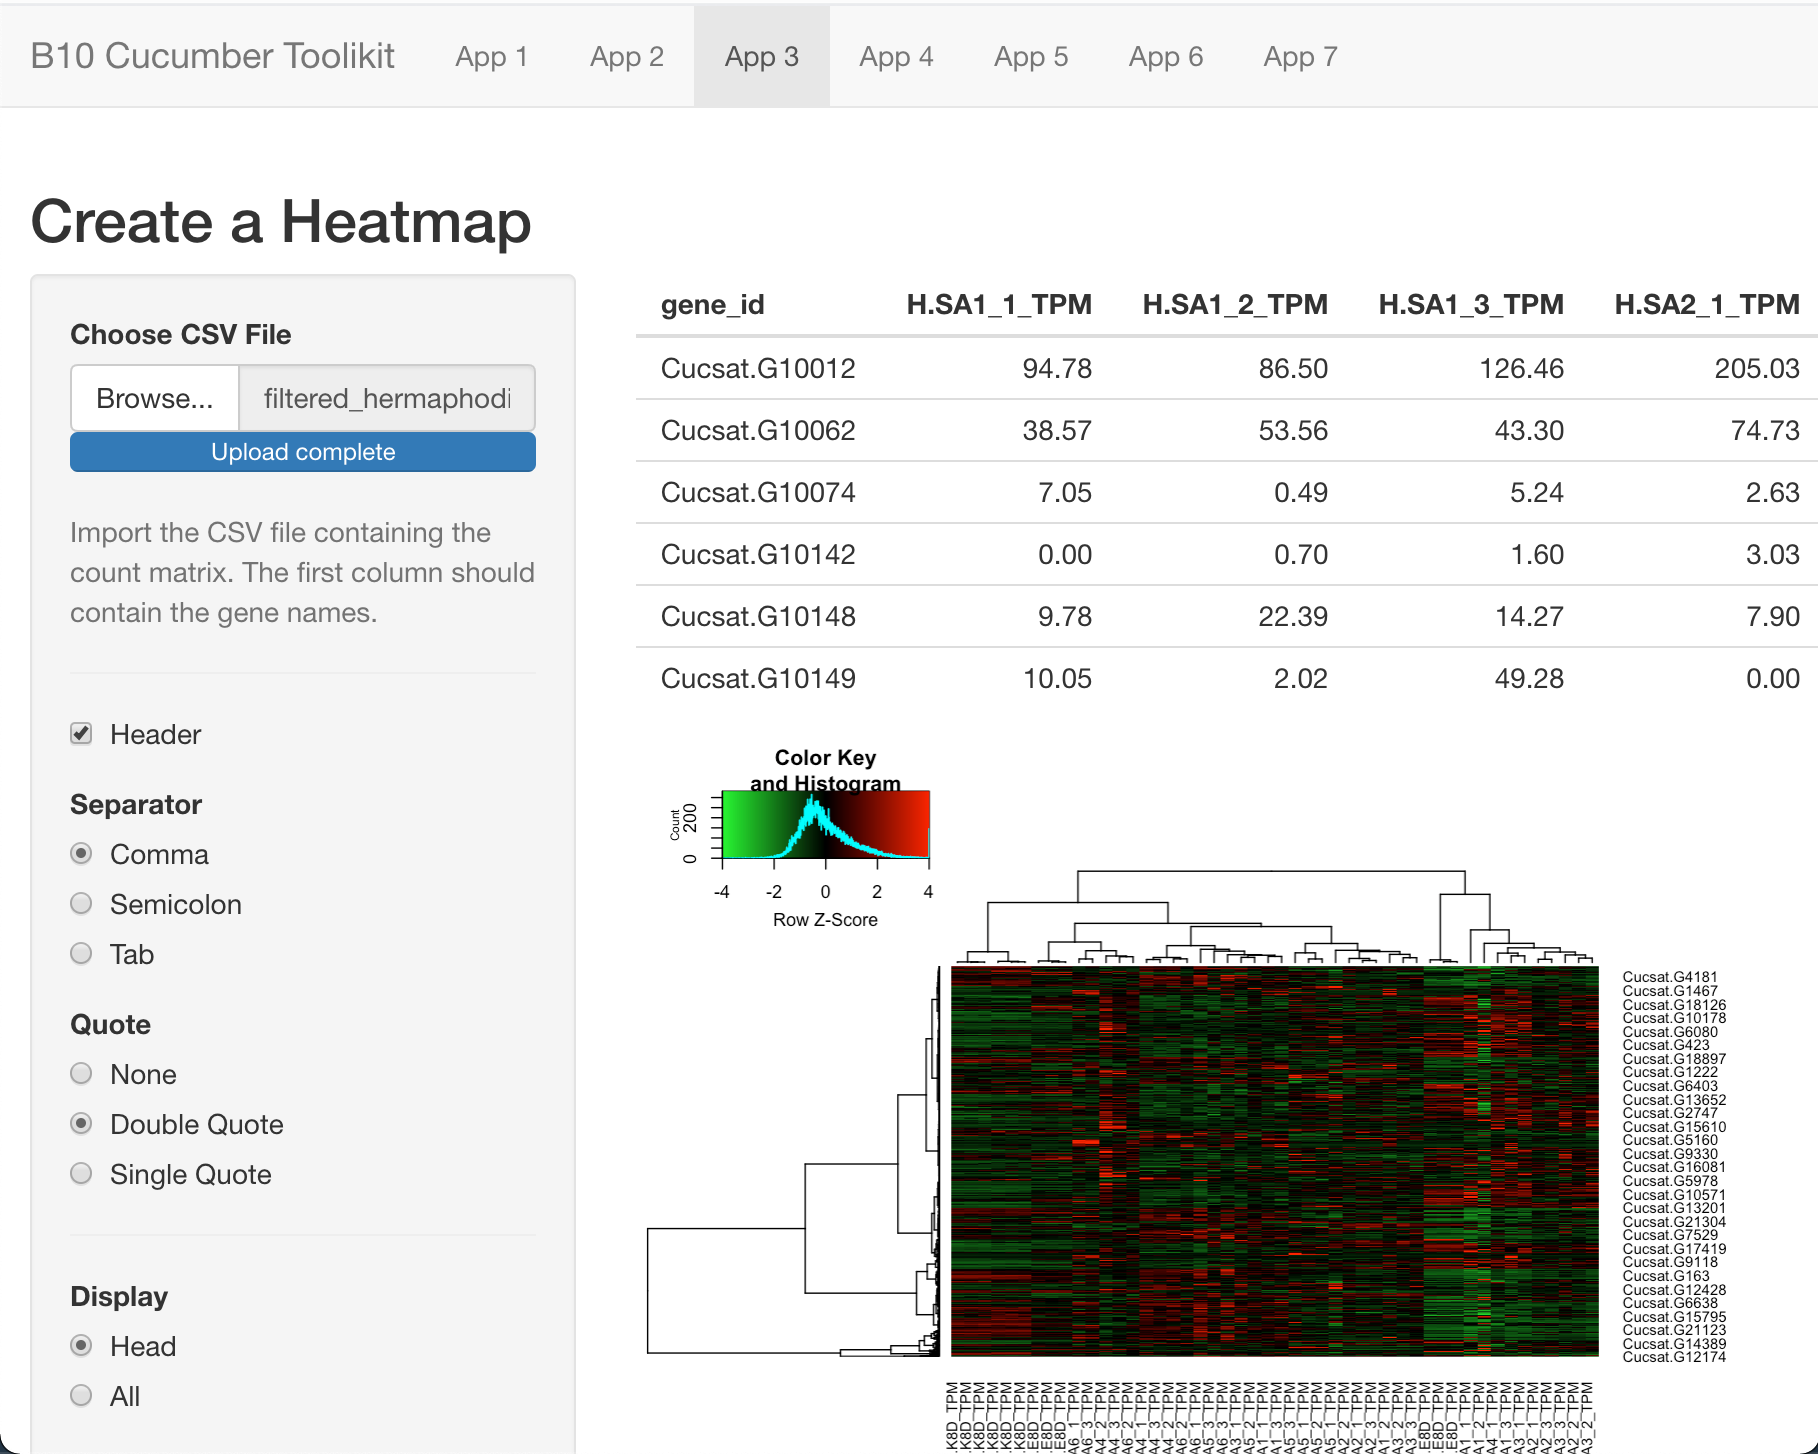 B10 Cucumber Toolikit App 1 App 2 App 3 App 4 App 5 App 6 App 7
Create a Heatmap
Choose CSV File
Browse... filtered_hermaphodi
Upload complete
Import the CSV file containing the
count matrix. The first column should
contain the gene names.
Header
Separator
Comma
Semicolon
Tab
Quote
None
Double Quote
Single Quote
Display
Head
All
gene_id H.SA1_1_TPM H.SA1_2_TPM H.SA1_3_TPM H.SA2_1_TPM
Cucsat.G10012 94.78 86.50 126.46 205.03
Cucsat.G10062 38.57 53.56 43.30 74.73
Cucsat.G10074 7.05 0.49 5.24 2.63
Cucsat.G10142 0.00 0.70 1.60 3.03
Cucsat.G10148 9.78 22.39 14.27 7.90
Cucsat.G10149 10.05 2.02 49.28 0.00
Color Key
and Histogram
Count
0 200
-4 -2 0 2 4
Row Z-Score
Cucsat.G4181
Cucsat.G1467
Cucsat.G18126
Cucsat.G10178
Cucsat.G6080
Cucsat.G423
Cucsat.G18897
Cucsat.G1222
Cucsat.G6403
Cucsat.G13652
Cucsat.G2747
Cucsat.G15610
Cucsat.G5160
Cucsat.G9330
Cucsat.G16081
Cucsat.G5978
Cucsat.G10571
Cucsat.G13201
Cucsat.G21304
Cucsat.G7529
Cucsat.G17419
Cucsat.G9118
Cucsat.G163
Cucsat.G12428
Cucsat.G6638
Cucsat.G15795
Cucsat.G21123
Cucsat.G14389
Cucsat.G12174